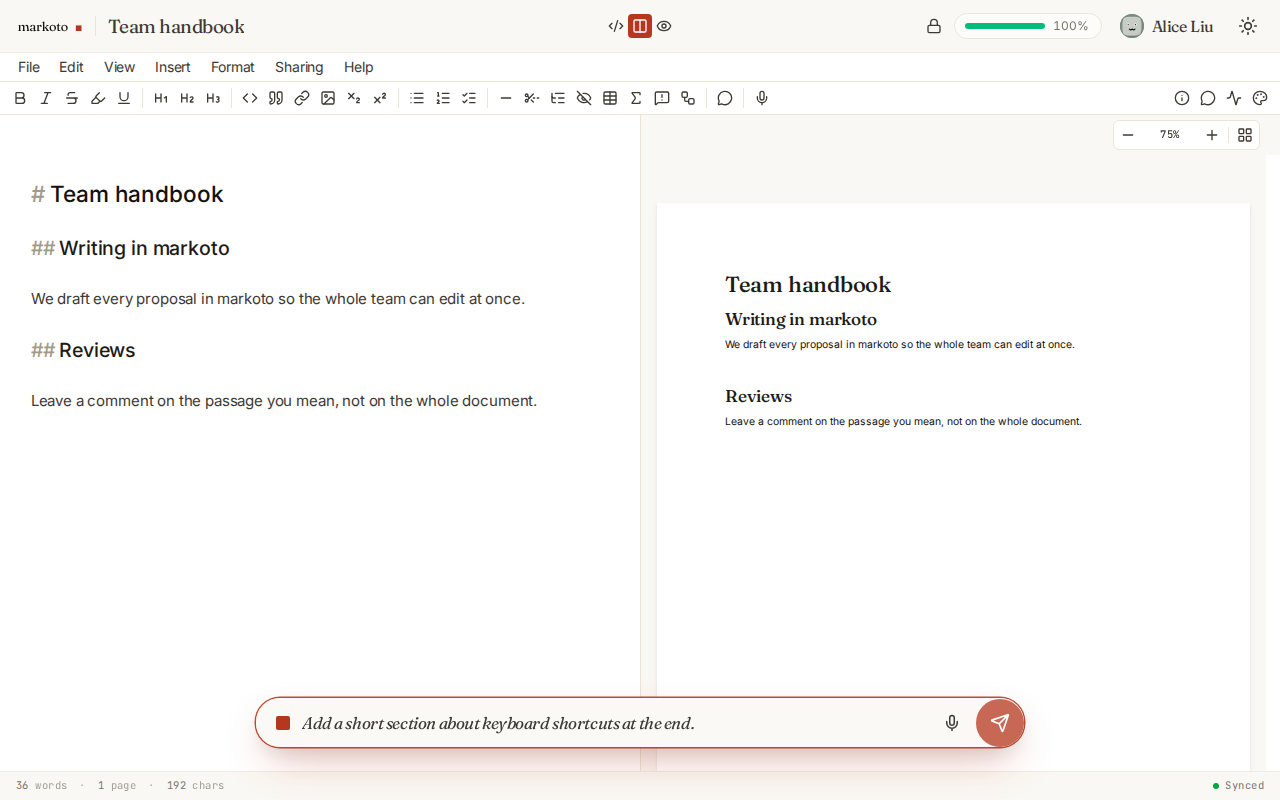 markoto
Team handbook
100%
Alice Liu
File Edit View Insert Format Sharing Help
H1 H2 H3
75%
# Team handbook
## Writing in markoto
We draft every proposal in markoto so the whole team can edit at once.
## Reviews
Leave a comment on the passage you mean, not on the whole document.
Team handbook
Writing in markoto
We draft every proposal in markoto so the whole team can edit at once.
Reviews
Leave a comment on the passage you mean, not on the whole document.
Add a short section about keyboard shortcuts at the end.
36 words · 1 page · 192 chars
Synced